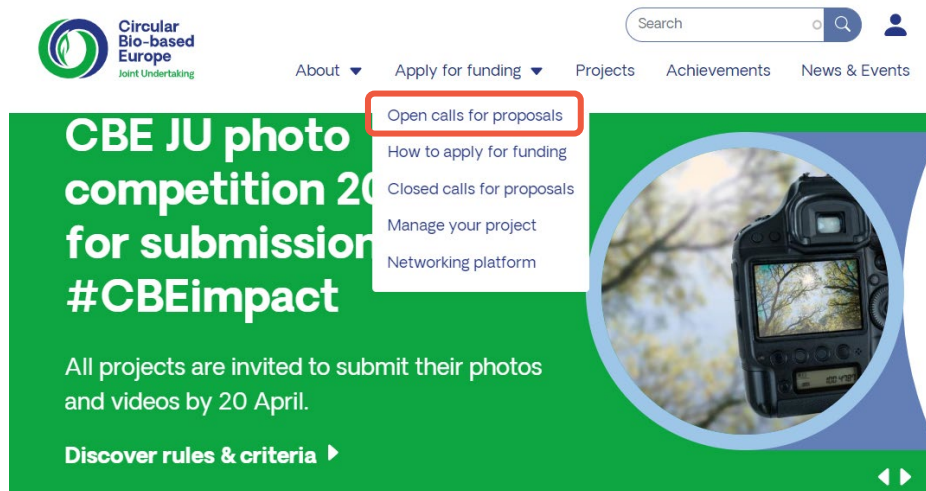 Circular
Bio-based
Europe
Joint Undertaking
Search
About
Apply for funding
Projects
Achievements
News & Events
Open calls for proposals
How to apply for funding
Closed calls for proposals
Manage your project
Networking platform
CBE JU photo
competition 20
for submission
#CBEimpact
All projects are invited to submit their photos
and videos by 20 April.
Discover rules & criteria